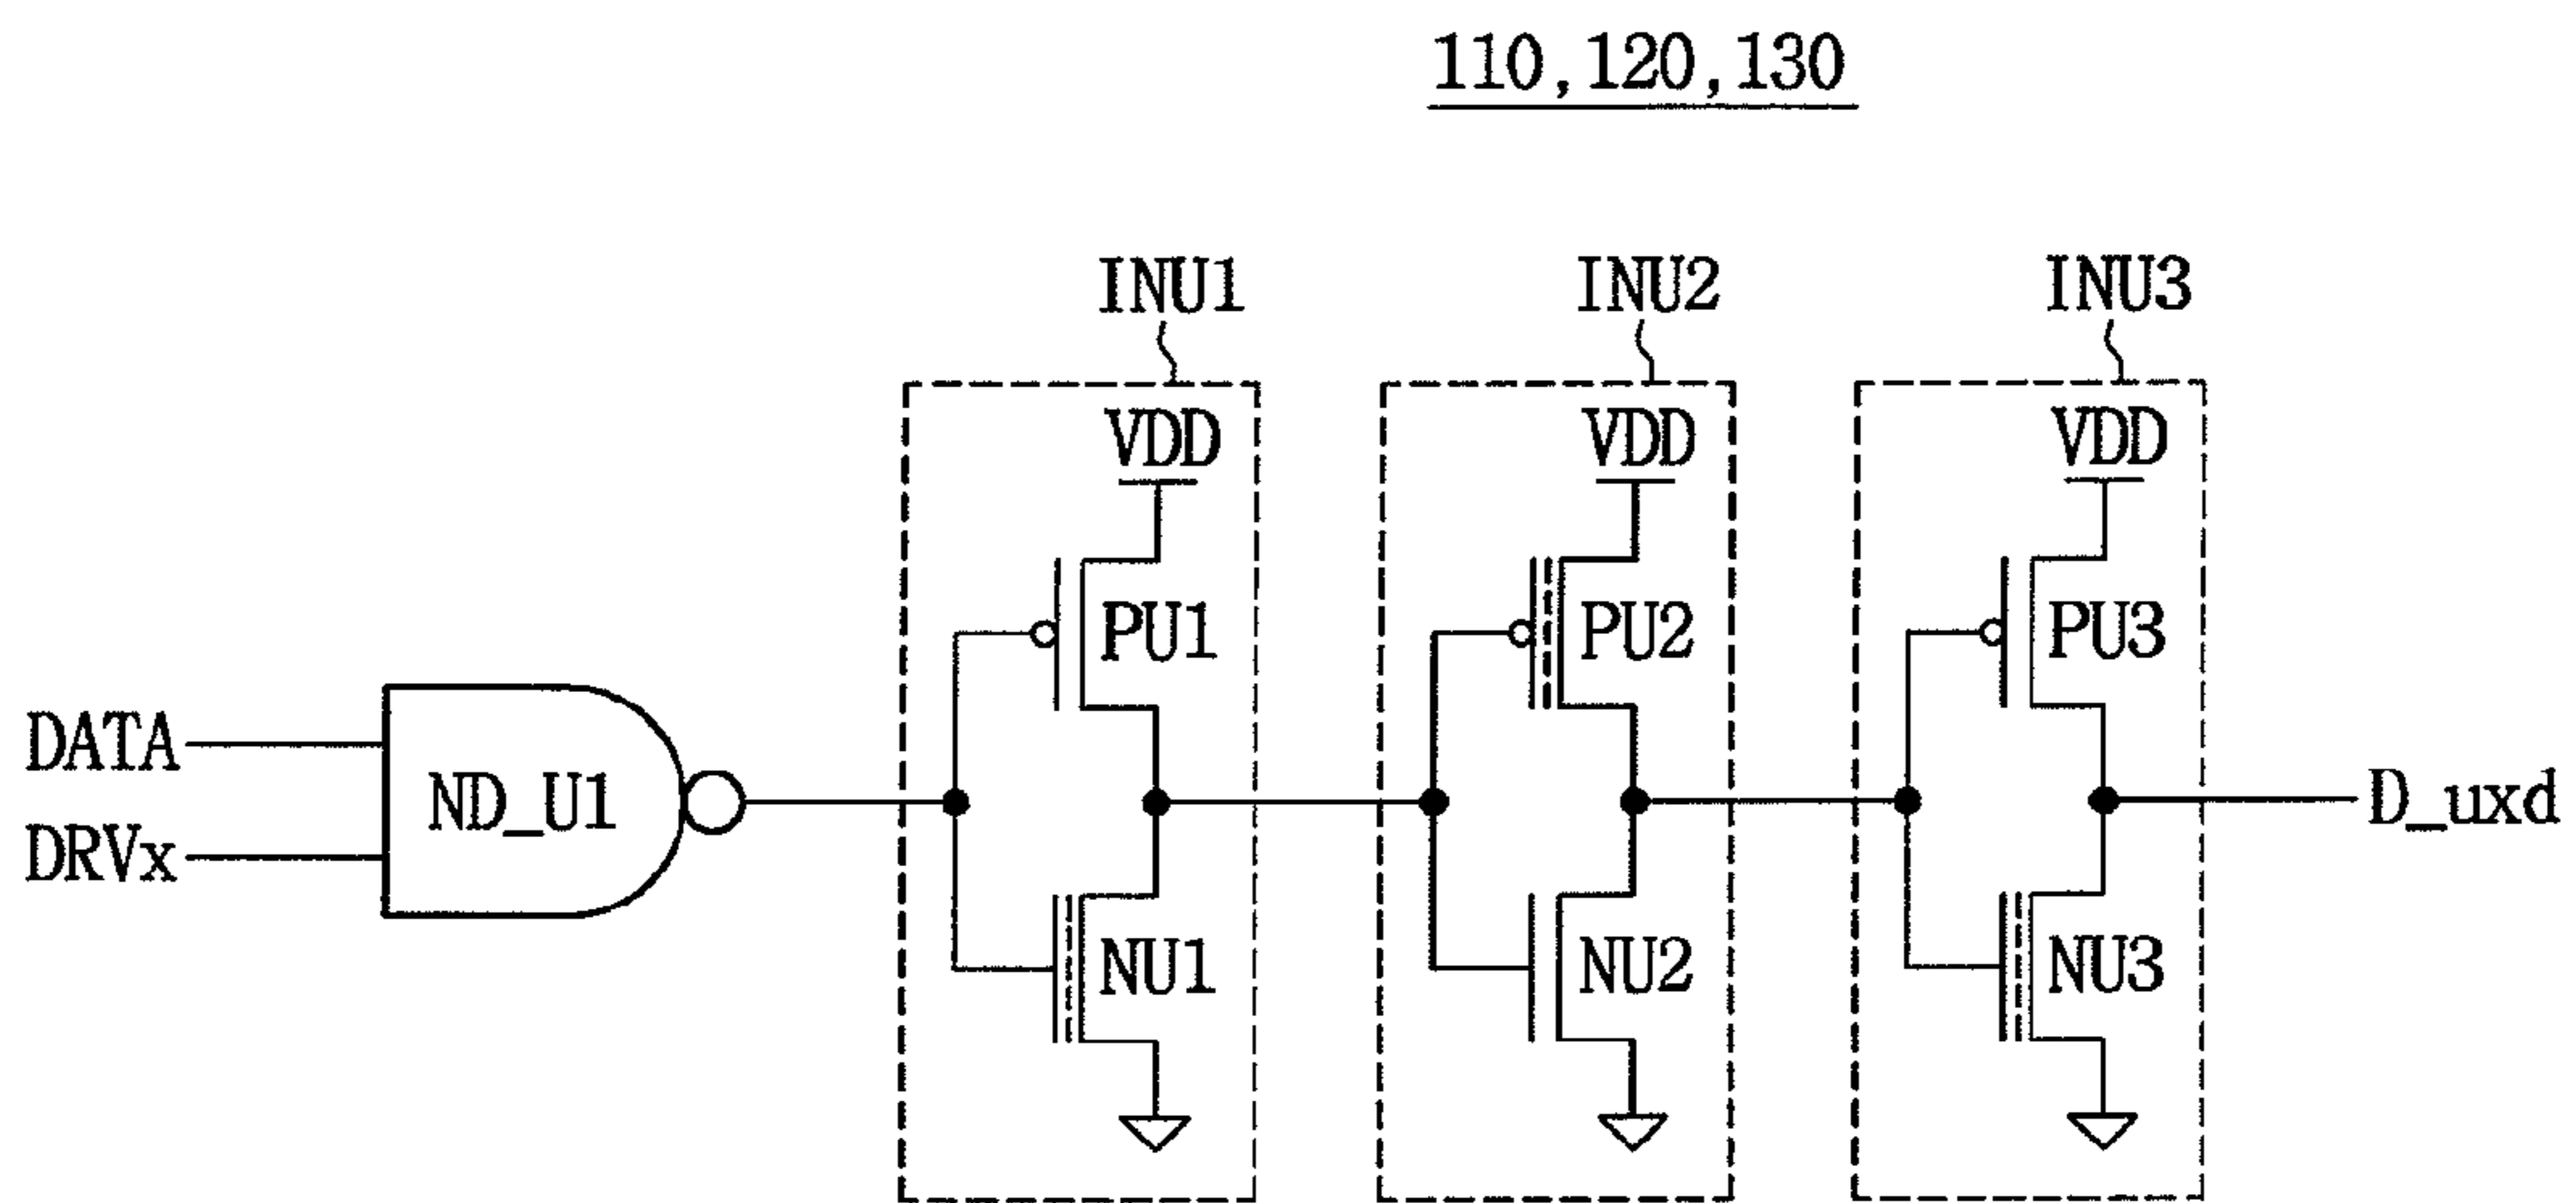 110,120,130
INU1
INU2
INU3
VDD
VDD
VDD
PU1
PU2
PU3
DATA
DRVx
ND_U1
D_uxd
NU1
NU2
NU3